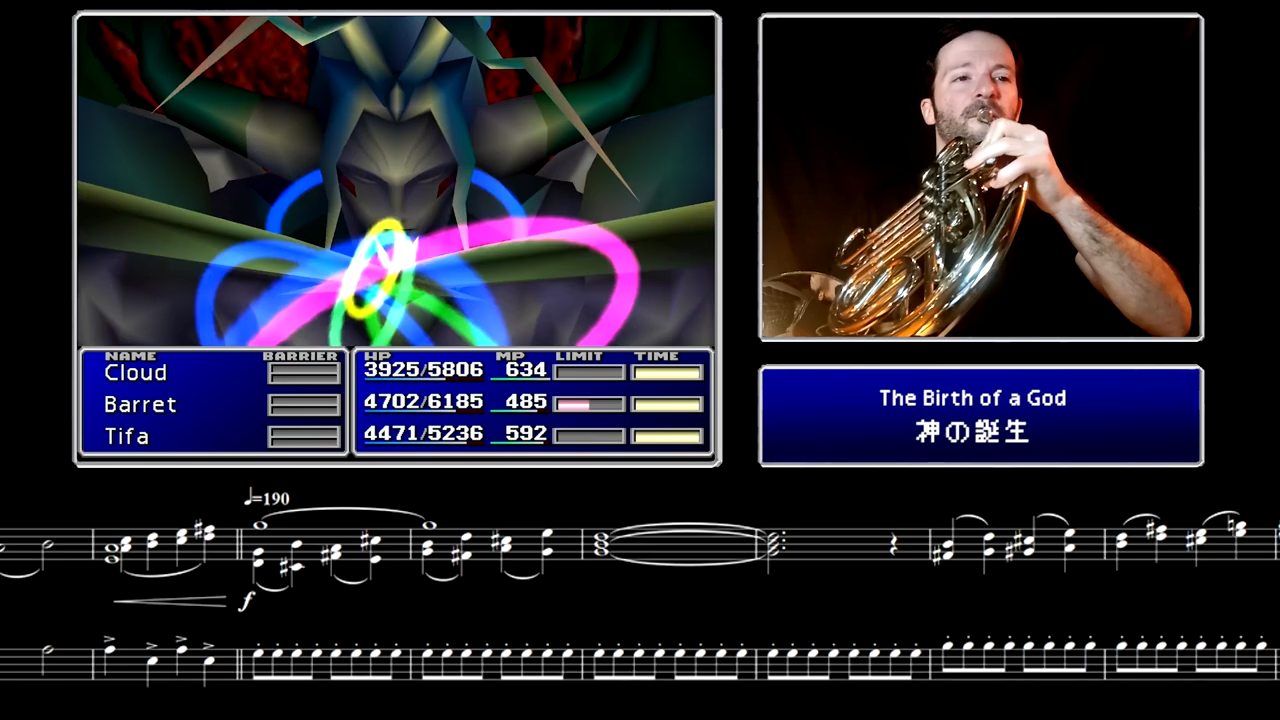 NAME BARRIER HP MP LIMIT TIME
Cloud 3925/5806 634
Barret 4702/6185 485
Tifa 4471/5236 592
The Birth of a God
神の誕生
♩=190
f